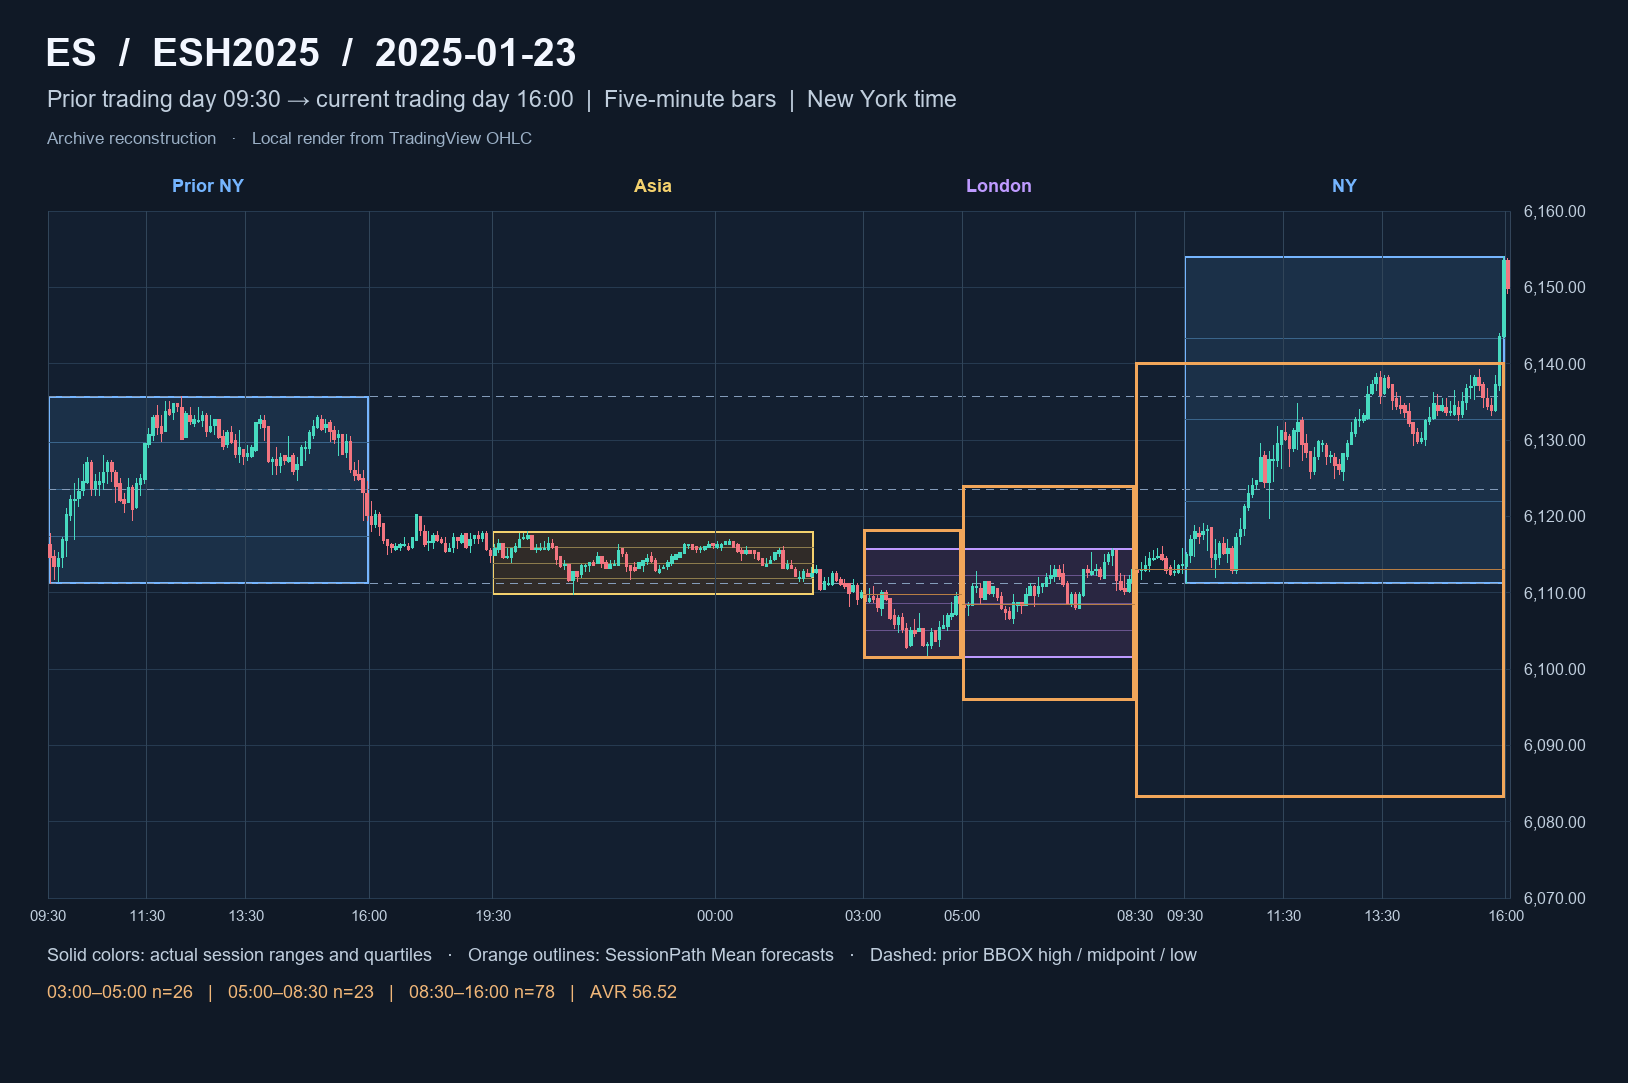 ES / ESH2025 / 2025-01-23
Prior trading day 09:30 → current trading day 16:00 | Five-minute bars | New York time
Archive reconstruction · Local render from TradingView OHLC
Prior NY Asia London NY
6,160.00
6,150.00
6,140.00
6,130.00
6,120.00
6,110.00
6,100.00
6,090.00
6,080.00
6,070.00
09:30 11:30 13:30 16:00 19:30 00:00 03:00 05:00 08:30 09:30 11:30 13:30 16:00
Solid colors: actual session ranges and quartiles · Orange outlines: SessionPath Mean forecasts · Dashed: prior BBOX high / midpoint / low
03:00–05:00 n=26 | 05:00–08:30 n=23 | 08:30–16:00 n=78 | AVR 56.52